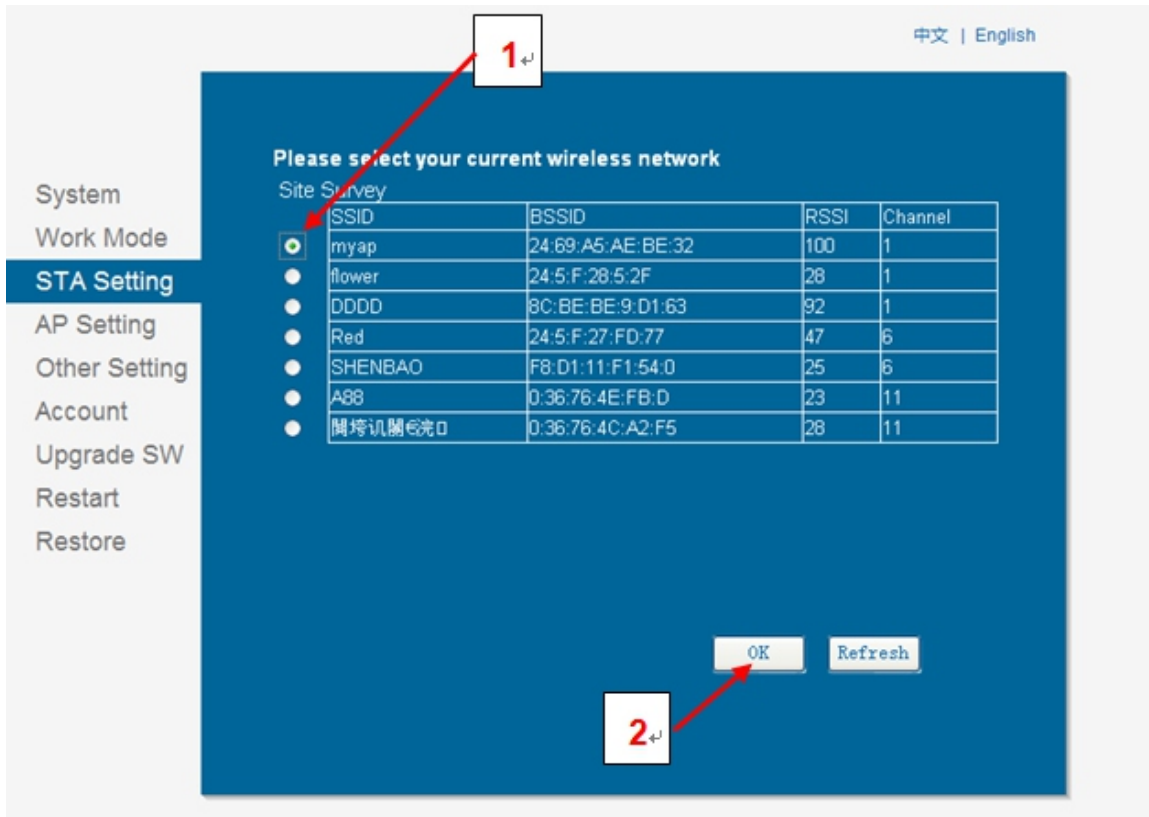 1
中文 | English
Please select your current wireless network
Site Survey
SSID BSSID RSSI Channel
myap 24:69:A5:AE:BE:32 100 1
flower 24:5:F:28:5:2F 28 1
DDDD 8C:BE:BE:9:D1:63 92 1
Red 24:5:F:27:FD:77 47 6
SHENBAO F8:D1:11:F1:54:0 25 6
A88 0:36:76:4E:FB:D 23 11
0:36:76:4C:A2:F5 28 11
System
Work Mode
STA Setting
AP Setting
Other Setting
Account
Upgrade SW
Restart
Restore
OK Refresh
2